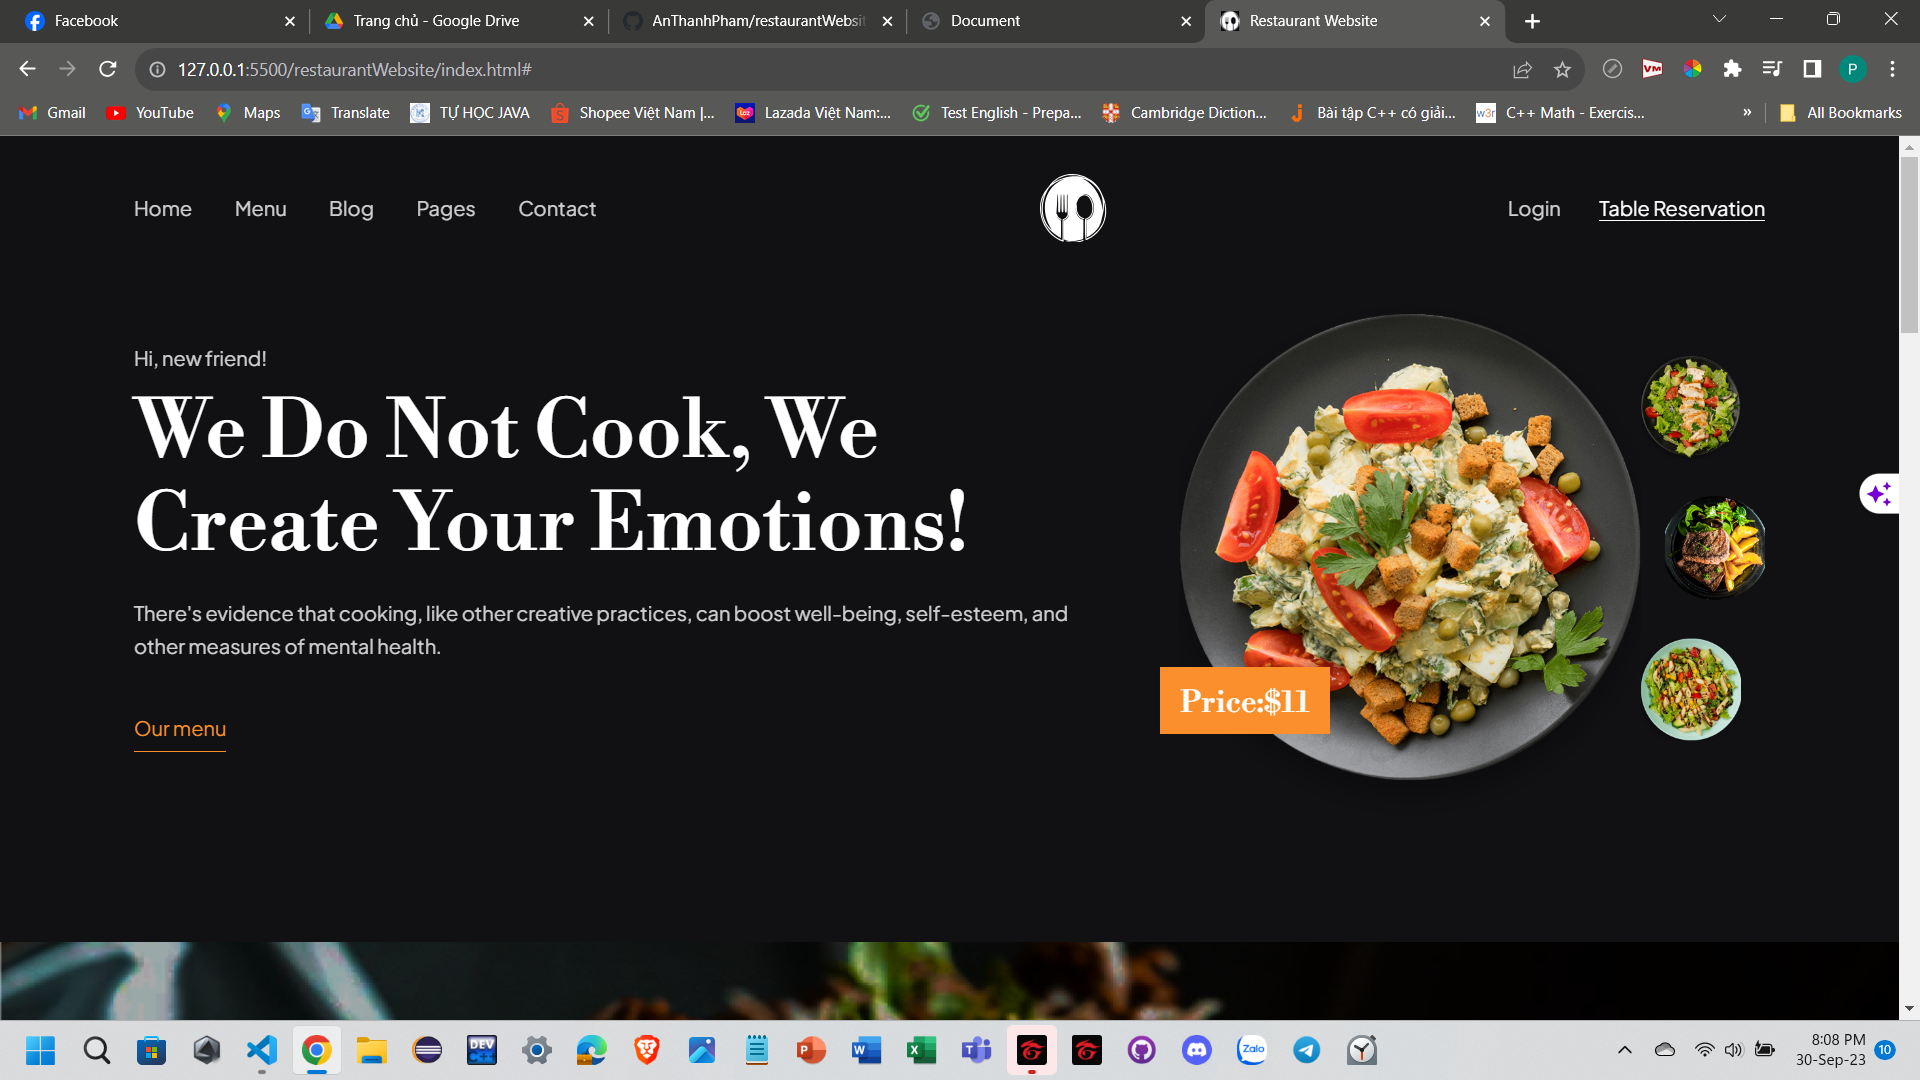 Facebook
Trang chủ - Google Drive
AnThanhPham/restaurantWebsit
Document
Restaurant Website
127.0.0.1:5500/restaurantWebsite/index.html#
P
Gmail
YouTube
Maps
Translate
TỰ HỌC JAVA
Shopee Việt Nam |...
Lazada Việt Nam:...
Test English - Prepa...
Cambridge Diction...
Bài tập C++ có giải...
C++ Math - Exercis...
»
All Bookmarks
Home
Menu
Blog
Pages
Contact
Login
Table Reservation
Hi, new friend!
We Do Not Cook, We
Create Your Emotions!
There's evidence that cooking, like other creative practices, can boost well-being, self-esteem, and
other measures of mental health.
Our menu
Price:$11
DEV
C++
Zalo
8:08 PM
30-Sep-23
10